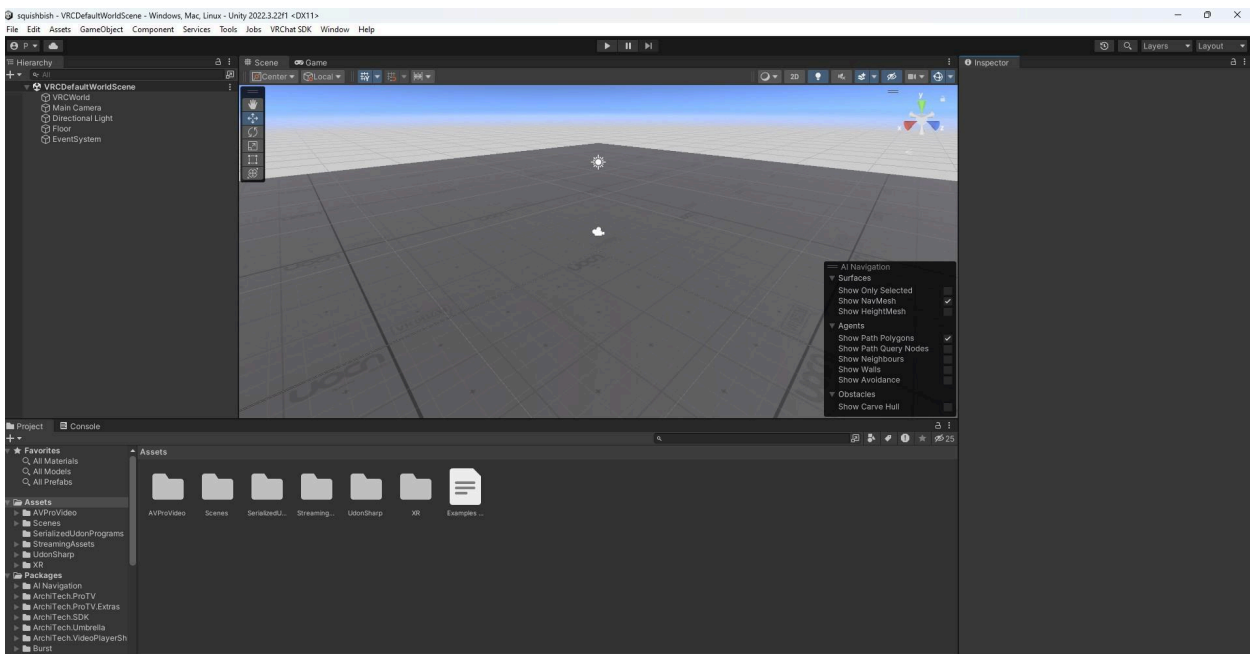 squishbish - VRCDefaultWorldScene - Windows, Mac, Linux - Unity 2022.3.22f1 <DX11>
File Edit Assets GameObject Component Services Tools Jobs VRChat SDK Window Help
P
Layers Layout
Hierarchy
All
VRCDefaultWorldScene
VRCWorld
Main Camera
Directional Light
Floor
EventSystem
Scene Game
Center Local
2D
y
x
z
udon
AI Navigation
Surfaces
Show Only Selected
Show NavMesh
Show HeightMesh
Agents
Show Path Polygons
Show Path Query Nodes
Show Neighbours
Show Walls
Show Avoidance
Obstacles
Show Carve Hull
Inspector
Project Console
25
Favorites
All Materials
All Models
All Prefabs
Assets
AVProVideo
Scenes
SerializedUdonPrograms
StreamingAssets
UdonSharp
XR
Packages
AI Navigation
ArchiTech.ProTV
ArchiTech.ProTV.Extras
ArchiTech.SDK
ArchiTech.Umbrella
ArchiTech.VideoPlayerSh
Burst
Assets
AVProVideo Scenes SerializedU... Streaming... UdonSharp XR Examples ...